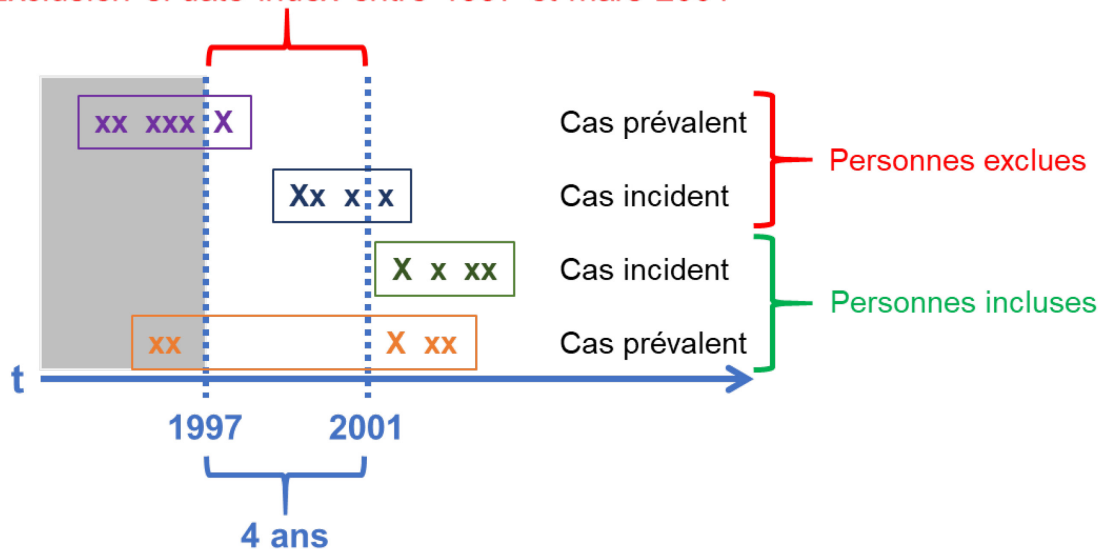 xx xxx X Cas prévalent
Personnes exclues
Xx x x Cas incident
X x xx Cas incident
Personnes incluses
xx X xx Cas prévalent
t
1997 2001
4 ans